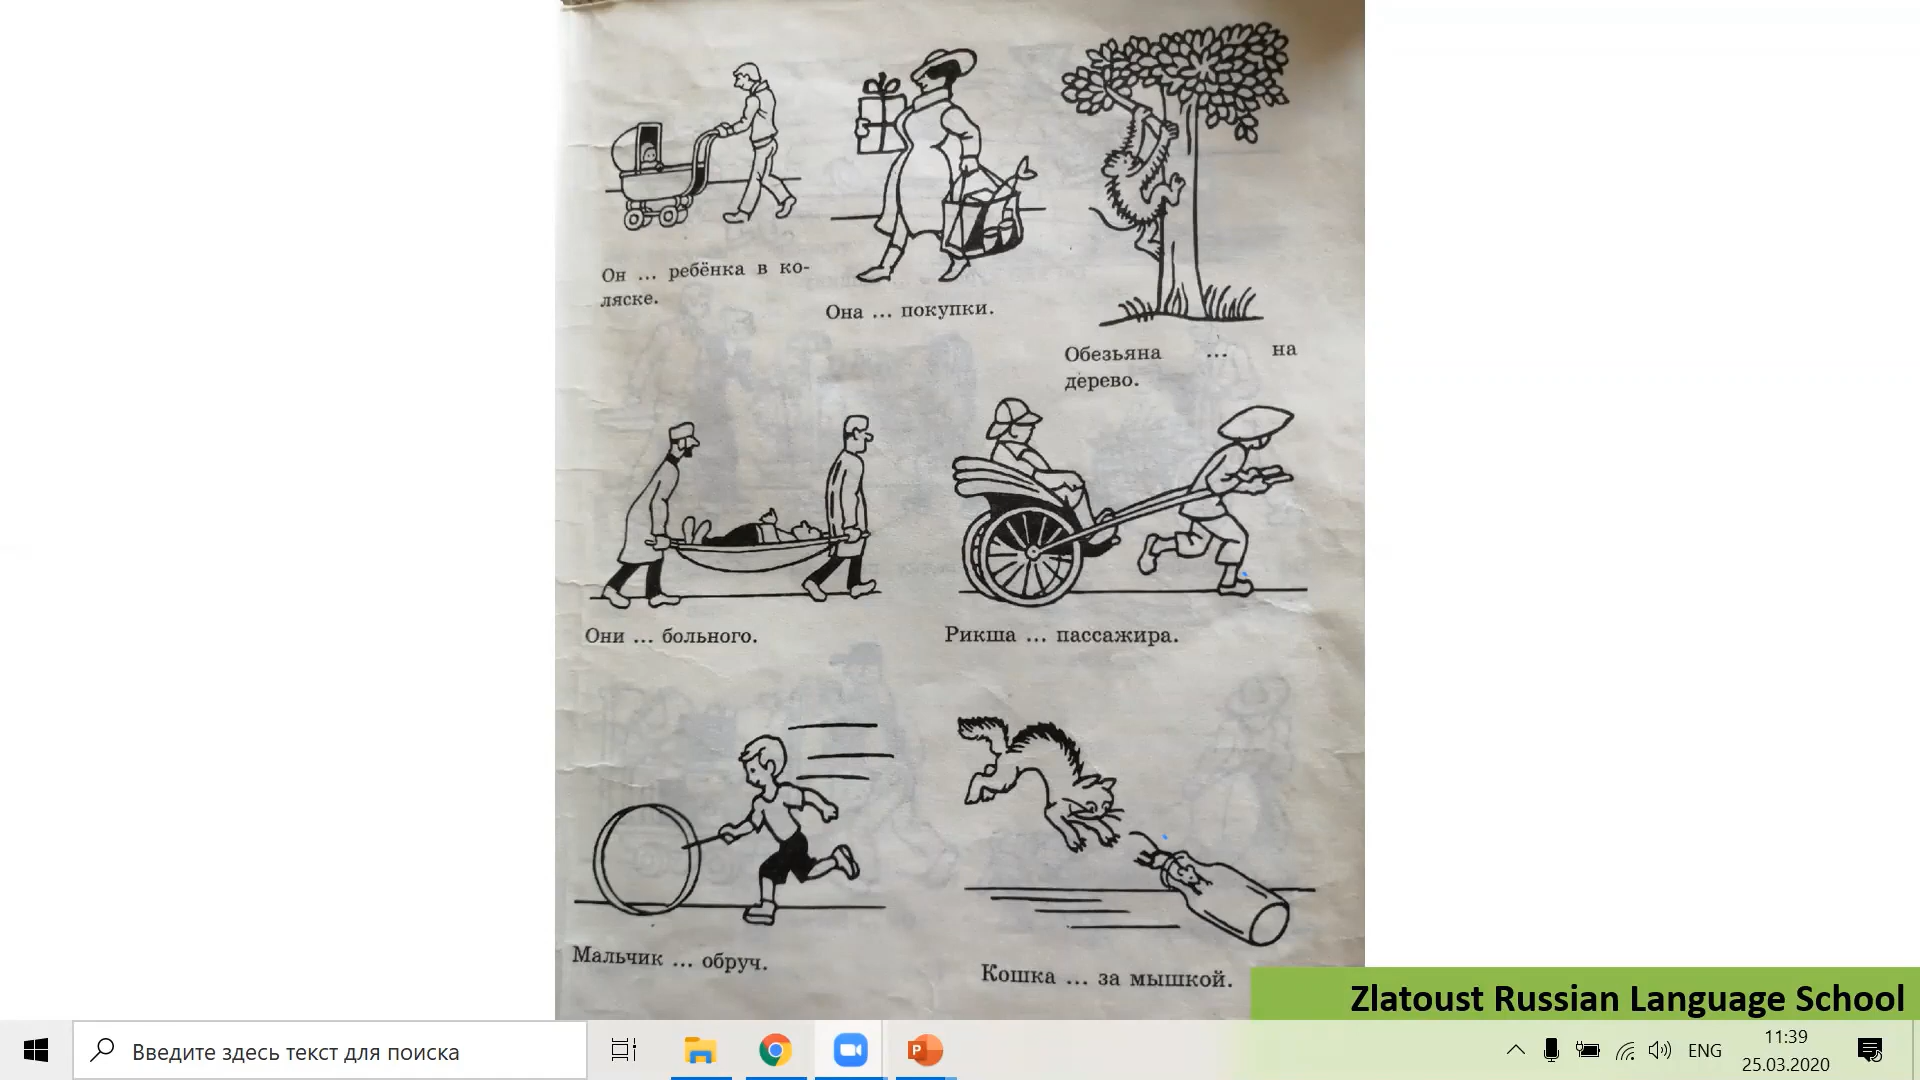 Он ... ребёнка в ко-
ляске.
Она ... покупки.
Обезьяна ... на
дерево.
Они ... больного.
Рикша ... пассажира.
Мальчик ... обруч.
Кошка ... за мышкой.
Zlatoust Russian Language School
Введите здесь текст для поиска
P
ENG
11:39
25.03.2020